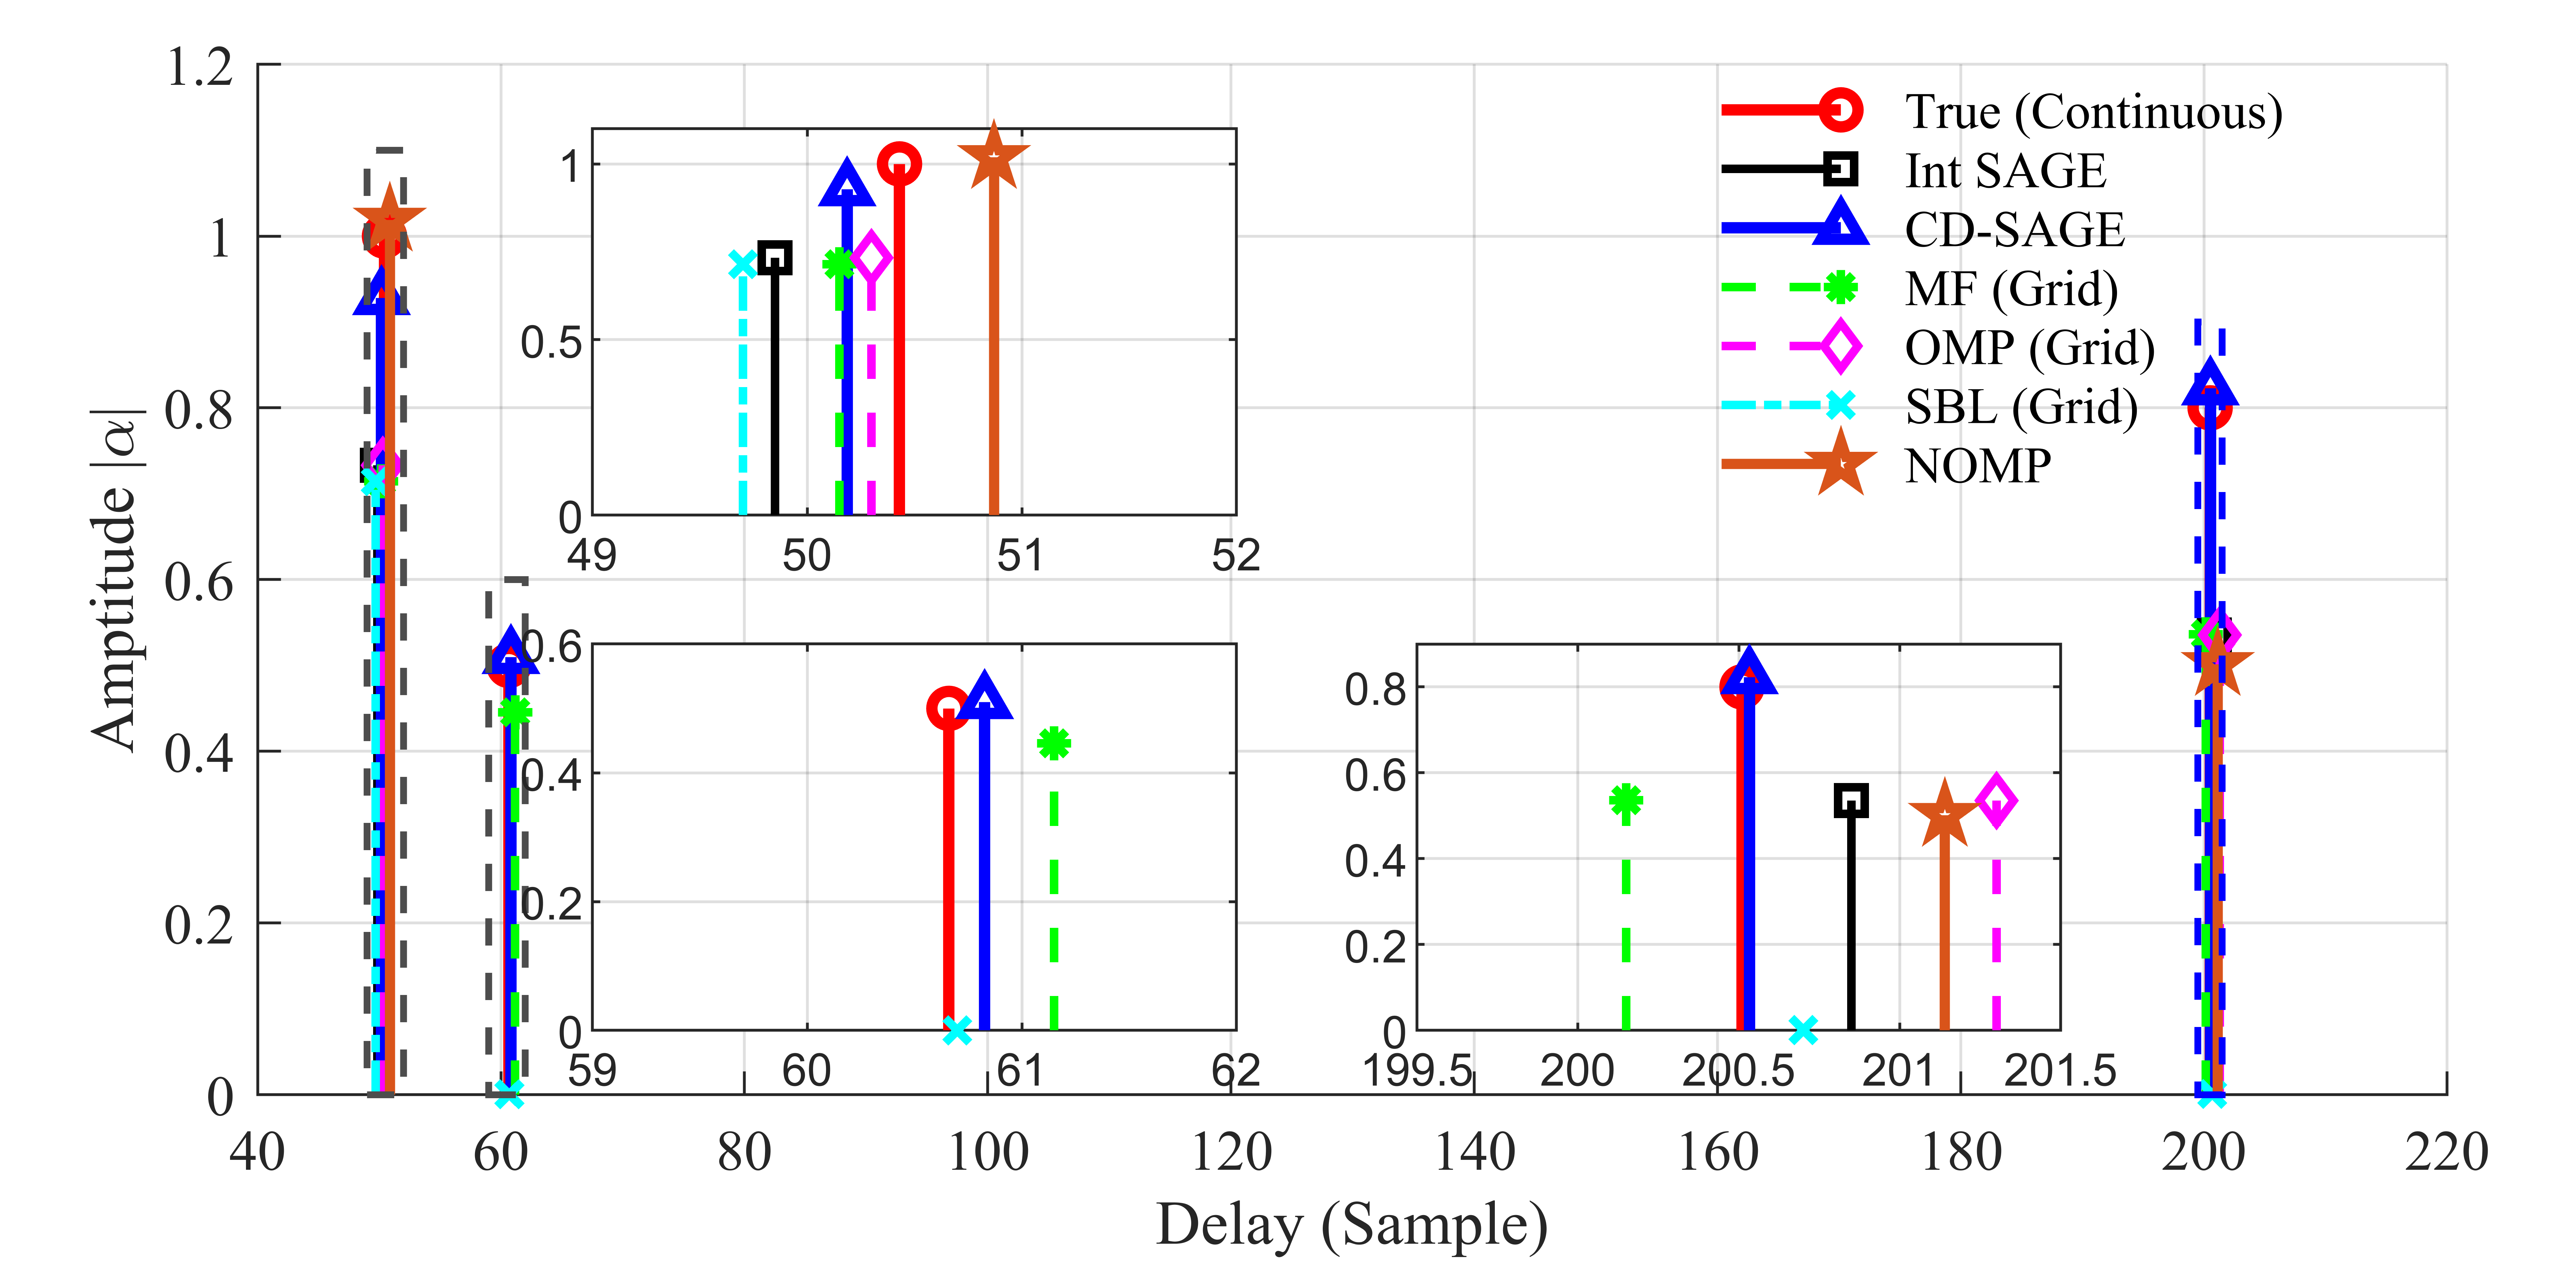 1.2
1
0.8
0.6
0.4
0.2
0
Amptitude |α|
40 60 80 100 120 140 160 180 200 220
Delay (Sample)
True (Continuous)
Int SAGE
CD-SAGE
MF (Grid)
OMP (Grid)
SBL (Grid)
NOMP
1
0.5
0
49 50 51 52
0.6
0.4
0.2
0
59 60 61 62
0.8
0.6
0.4
0.2
0
199.5 200 200.5 201 201.5